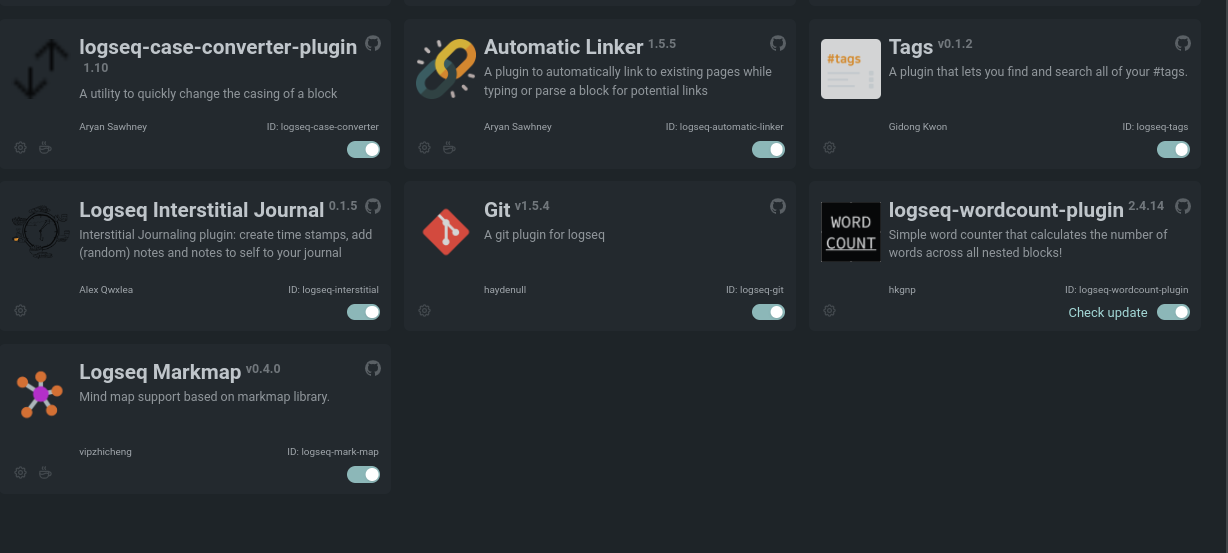 logseq-case-converter-plugin
1.10
A utility to quickly change the casing of a block
Aryan Sawhney ID: logseq-case-converter
Automatic Linker 1.5.5
A plugin to automatically link to existing pages while
typing or parse a block for potential links
Aryan Sawhney ID: logseq-automatic-linker
#tags
Tags v0.1.2
A plugin that lets you find and search all of your #tags.
Gidong Kwon ID: logseq-tags
Logseq Interstitial Journal 0.1.5
Interstitial Journaling plugin: create time stamps, add
(random) notes and notes to self to your journal
Alex Qwxlea ID: logseq-interstitial
Git v1.5.4
A git plugin for logseq
haydenull ID: logseq-git
WORD
COUNT
logseq-wordcount-plugin 2.4.14
Simple word counter that calculates the number of
words across all nested blocks!
hkgnp ID: logseq-wordcount-plugin
Check update
Logseq Markmap v0.4.0
Mind map support based on markmap library.
vipzhicheng ID: logseq-mark-map